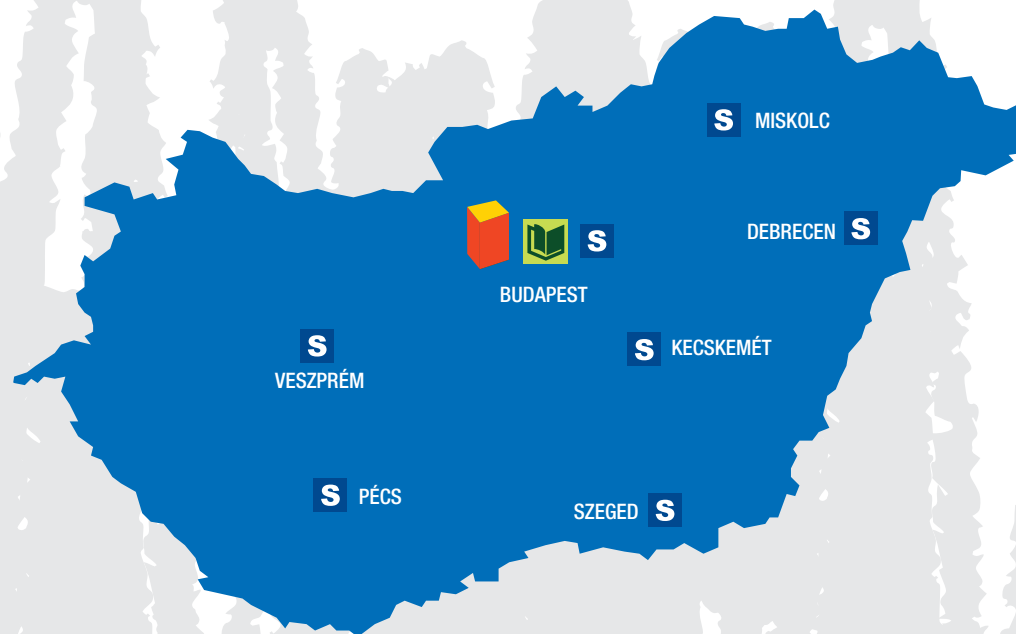 S MISKOLC
DEBRECEN S
S
BUDAPEST
S KECSKEMÉT
S
VESZPRÉM
S PÉCS
SZEGED S